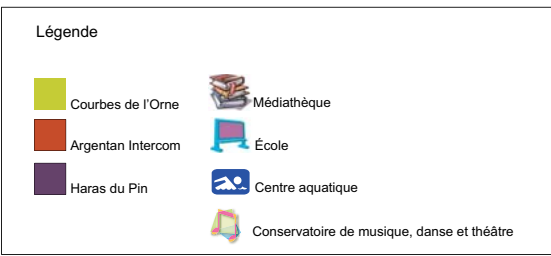 Légende
Courbes de l'Orne
Médiathèque
Argentan Intercom
École
Haras du Pin
Centre aquatique
Conservatoire de musique, danse et théâtre